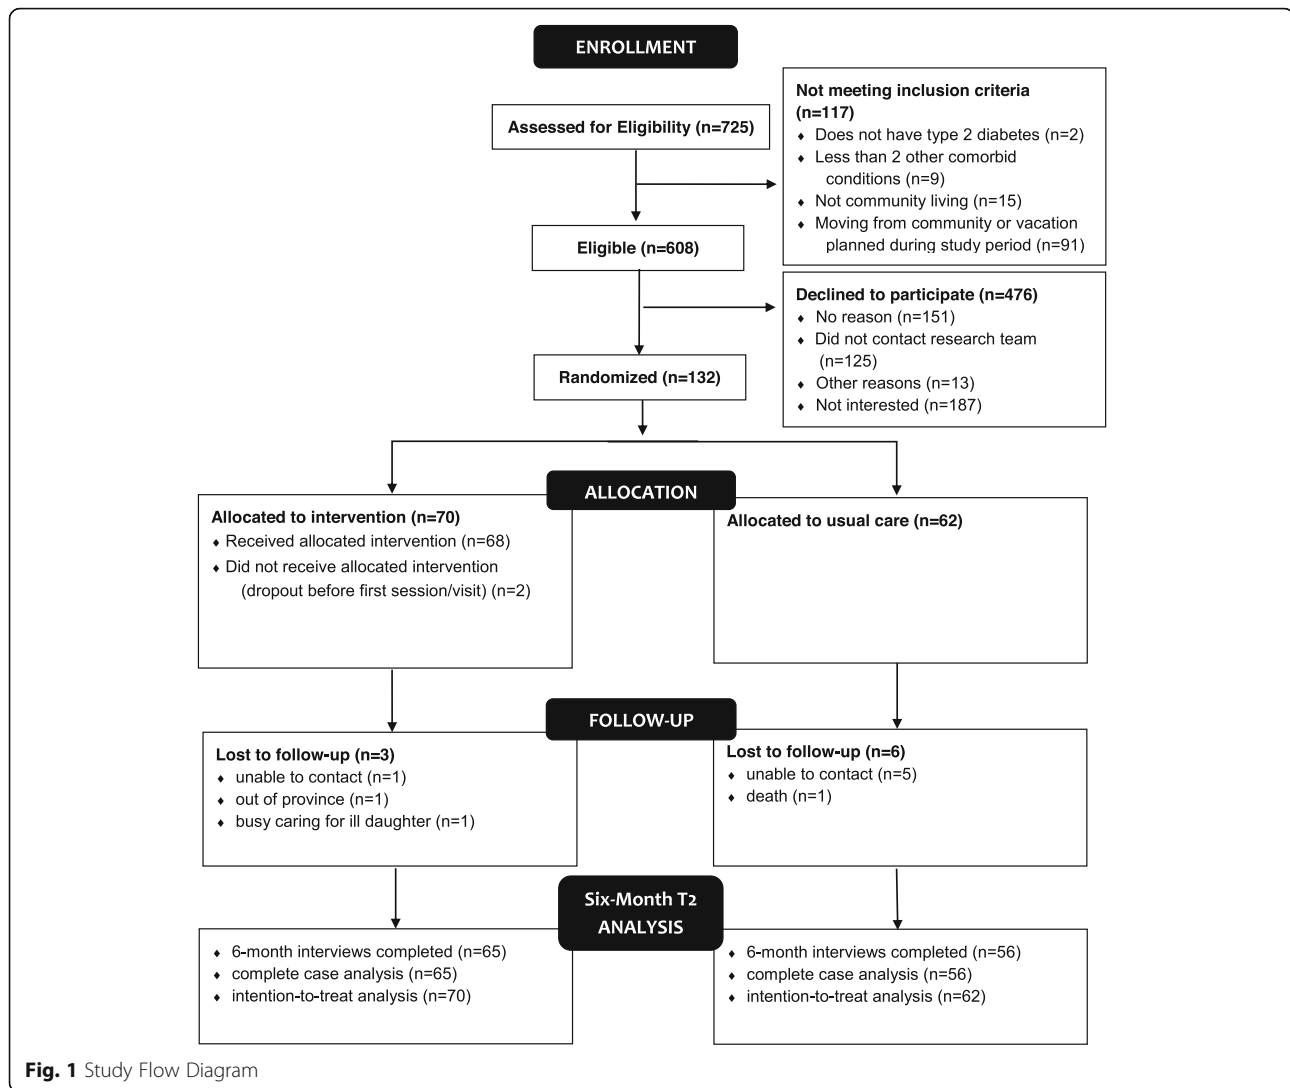 ENROLLMENT
Assessed for Eligibility (n=725)
Not meeting inclusion criteria
(n=117)
♦ Does not have type 2 diabetes (n=2)
♦ Less than 2 other comorbid
conditions (n=9)
♦ Not community living (n=15)
♦ Moving from community or vacation
planned during study period (n=91)
Eligible (n=608)
Declined to participate (n=476)
♦ No reason (n=151)
♦ Did not contact research team
(n=125)
♦ Other reasons (n=13)
♦ Not interested (n=187)
Randomized (n=132)
ALLOCATION
Allocated to intervention (n=70)
♦ Received allocated intervention (n=68)
♦ Did not receive allocated intervention
(dropout before first session/visit) (n=2)
Allocated to usual care (n=62)
FOLLOW-UP
Lost to follow-up (n=3)
♦ unable to contact (n=1)
♦ out of province (n=1)
♦ busy caring for ill daughter (n=1)
Lost to follow-up (n=6)
♦ unable to contact (n=5)
♦ death (n=1)
Six-Month T2
ANALYSIS
♦ 6-month interviews completed (n=65)
♦ complete case analysis (n=65)
♦ intention-to-treat analysis (n=70)
♦ 6-month interviews completed (n=56)
♦ complete case analysis (n=56)
♦ intention-to-treat analysis (n=62)
Fig. 1 Study Flow Diagram